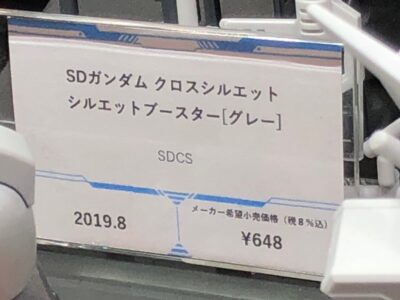 SDガンダム クロスシルエット
シルエットブースター[グレー]
SDCS
2019.8
メーカー希望小売価格（税８％込）
¥648